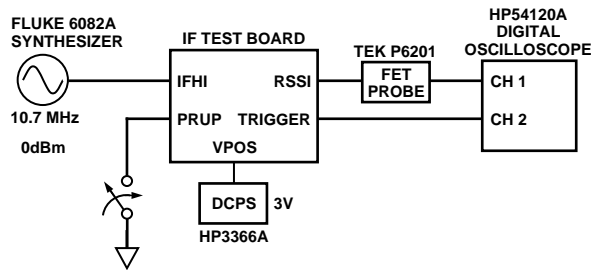 FLUKE 6082A
SYNTHESIZER
10.7 MHz
0dBm
IF TEST BOARD
IFHI
RSSI
PRUP
TRIGGER
VPOS
DCPS
3V
HP3366A
TEK P6201
FET
PROBE
HP54120A
DIGITAL
OSCILLOSCOPE
CH 1
CH 2